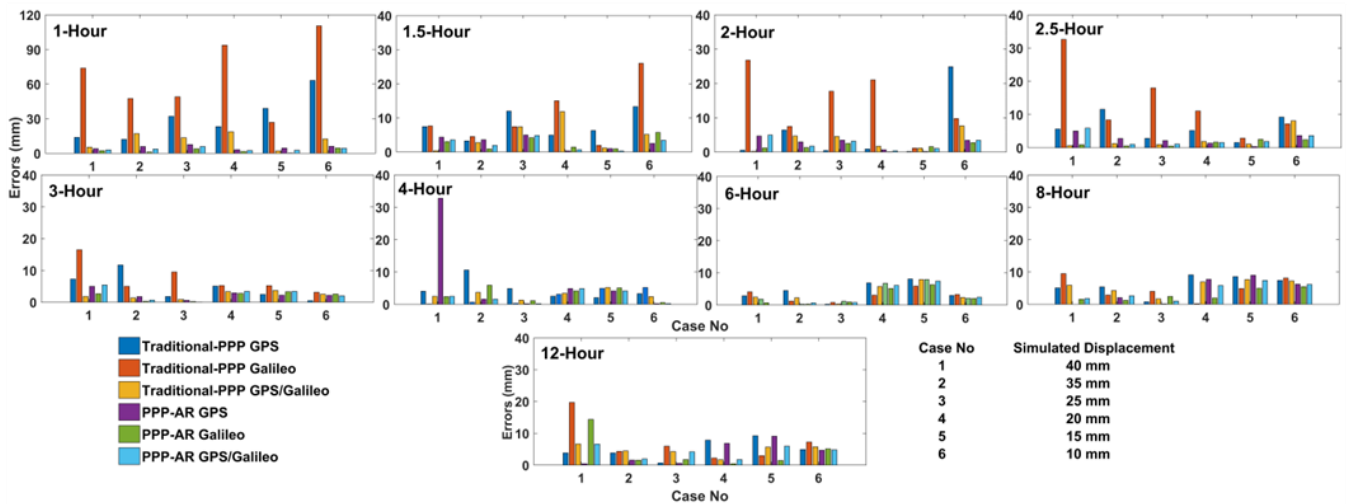 1-Hour
1.5-Hour
2-Hour
2.5-Hour
120
90
60
30
0
40
30
20
10
0
40
30
20
10
0
40
30
20
10
0
1 2 3 4 5 6
1 2 3 4 5 6
1 2 3 4 5 6
1 2 3 4 5 6
Errors (mm)
3-Hour
4-Hour
6-Hour
8-Hour
40
30
20
10
0
40
30
20
10
0
40
30
20
10
0
40
30
20
10
0
1 2 3 4 5 6
1 2 3 4 5 6
1 2 3 4 5 6
1 2 3 4 5 6
Case No
Traditional-PPP GPS
Traditional-PPP Galileo
Traditional-PPP GPS/Galileo
PPP-AR GPS
PPP-AR Galileo
PPP-AR GPS/Galileo
12-Hour
Errors (mm)
40
30
20
10
0
1 2 3 4 5 6
Case No
Case No Simulated Displacement
1 40 mm
2 35 mm
3 25 mm
4 20 mm
5 15 mm
6 10 mm